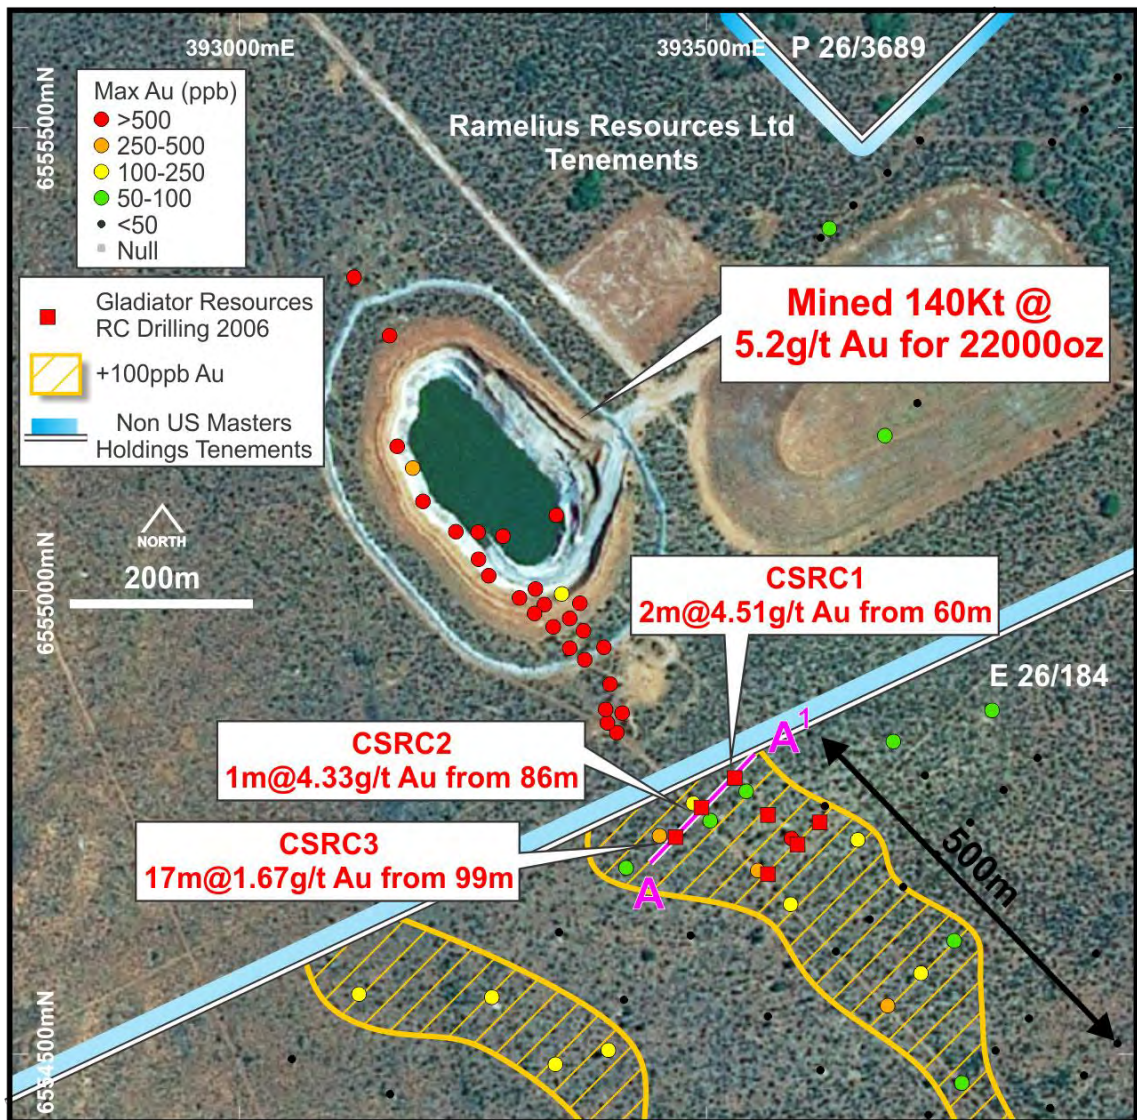 393000mE
393500mE
P 26/3689
6555500mN
6555000mN
6554500mN
Max Au (ppb)
>500
250-500
100-250
50-100
<50
Null
Gladiator Resources
RC Drilling 2006
+100ppb Au
Non US Masters
Holdings Tenements
NORTH
200m
Ramelius Resources Ltd
Tenements
Mined 140Kt @
5.2g/t Au for 22000oz
CSRC1
2m@4.51g/t Au from 60m
E 26/184
CSRC2
1m@4.33g/t Au from 86m
A1
CSRC3
17m@1.67g/t Au from 99m
A
500m